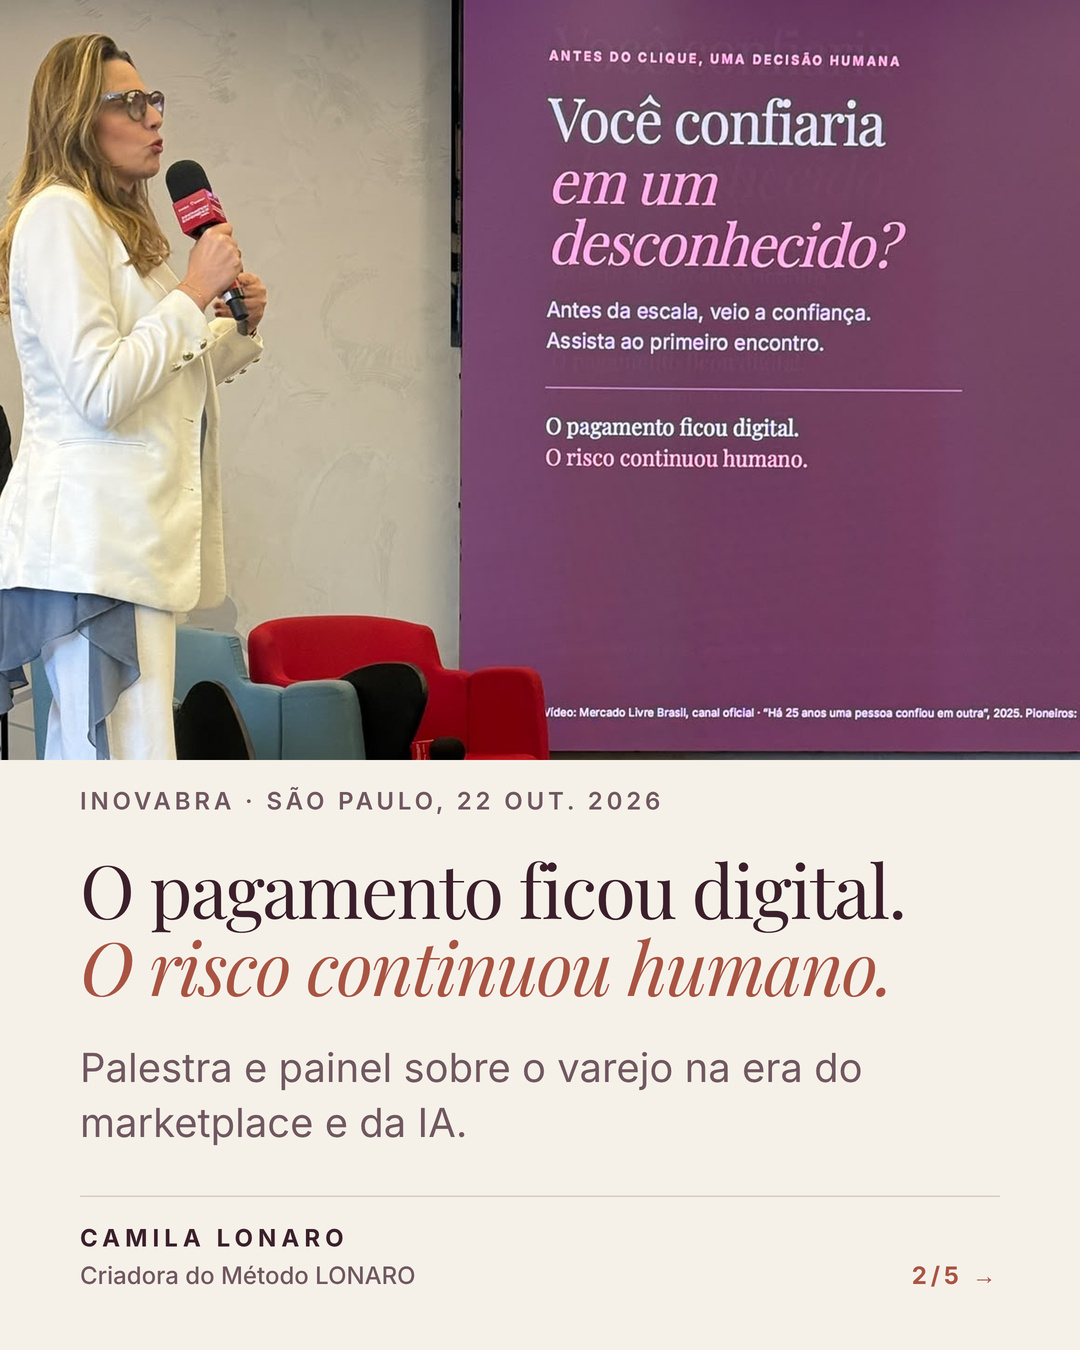 ANTES DO CLIQUE, UMA DECISÃO HUMANA
Você confiaria
em um
desconhecido?
Antes da escala, veio a confiança.
Assista ao primeiro encontro.
O pagamento ficou digital.
O risco continuou humano.
Vídeo: Mercado Livre Brasil, canal oficial · "Há 25 anos uma pessoa confiou em outra", 2025. Pioneiros:
INOVABRA · SÃO PAULO, 22 OUT. 2026
O pagamento ficou digital.
O risco continuou humano.
Palestra e painel sobre o varejo na era do
marketplace e da IA.
CAMILA LONARO
Criadora do Método LONARO
2/5 →